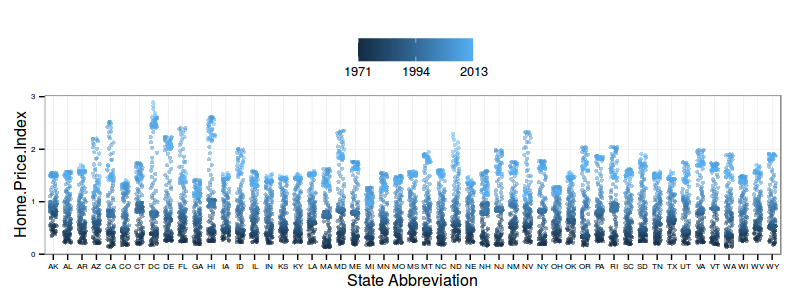 1971 1994 2013
3
2
1
0
Home.Price.Index
AK AL AR AZ CA CO CT DC DE FL GA HI IA ID IL IN KS KY LA MA MD ME MI MN MO MS MT NC ND NE NH NJ NM NV NY OH OK OR PA RI SC SD TN TX UT VA VT WA WI WV WY
State Abbreviation